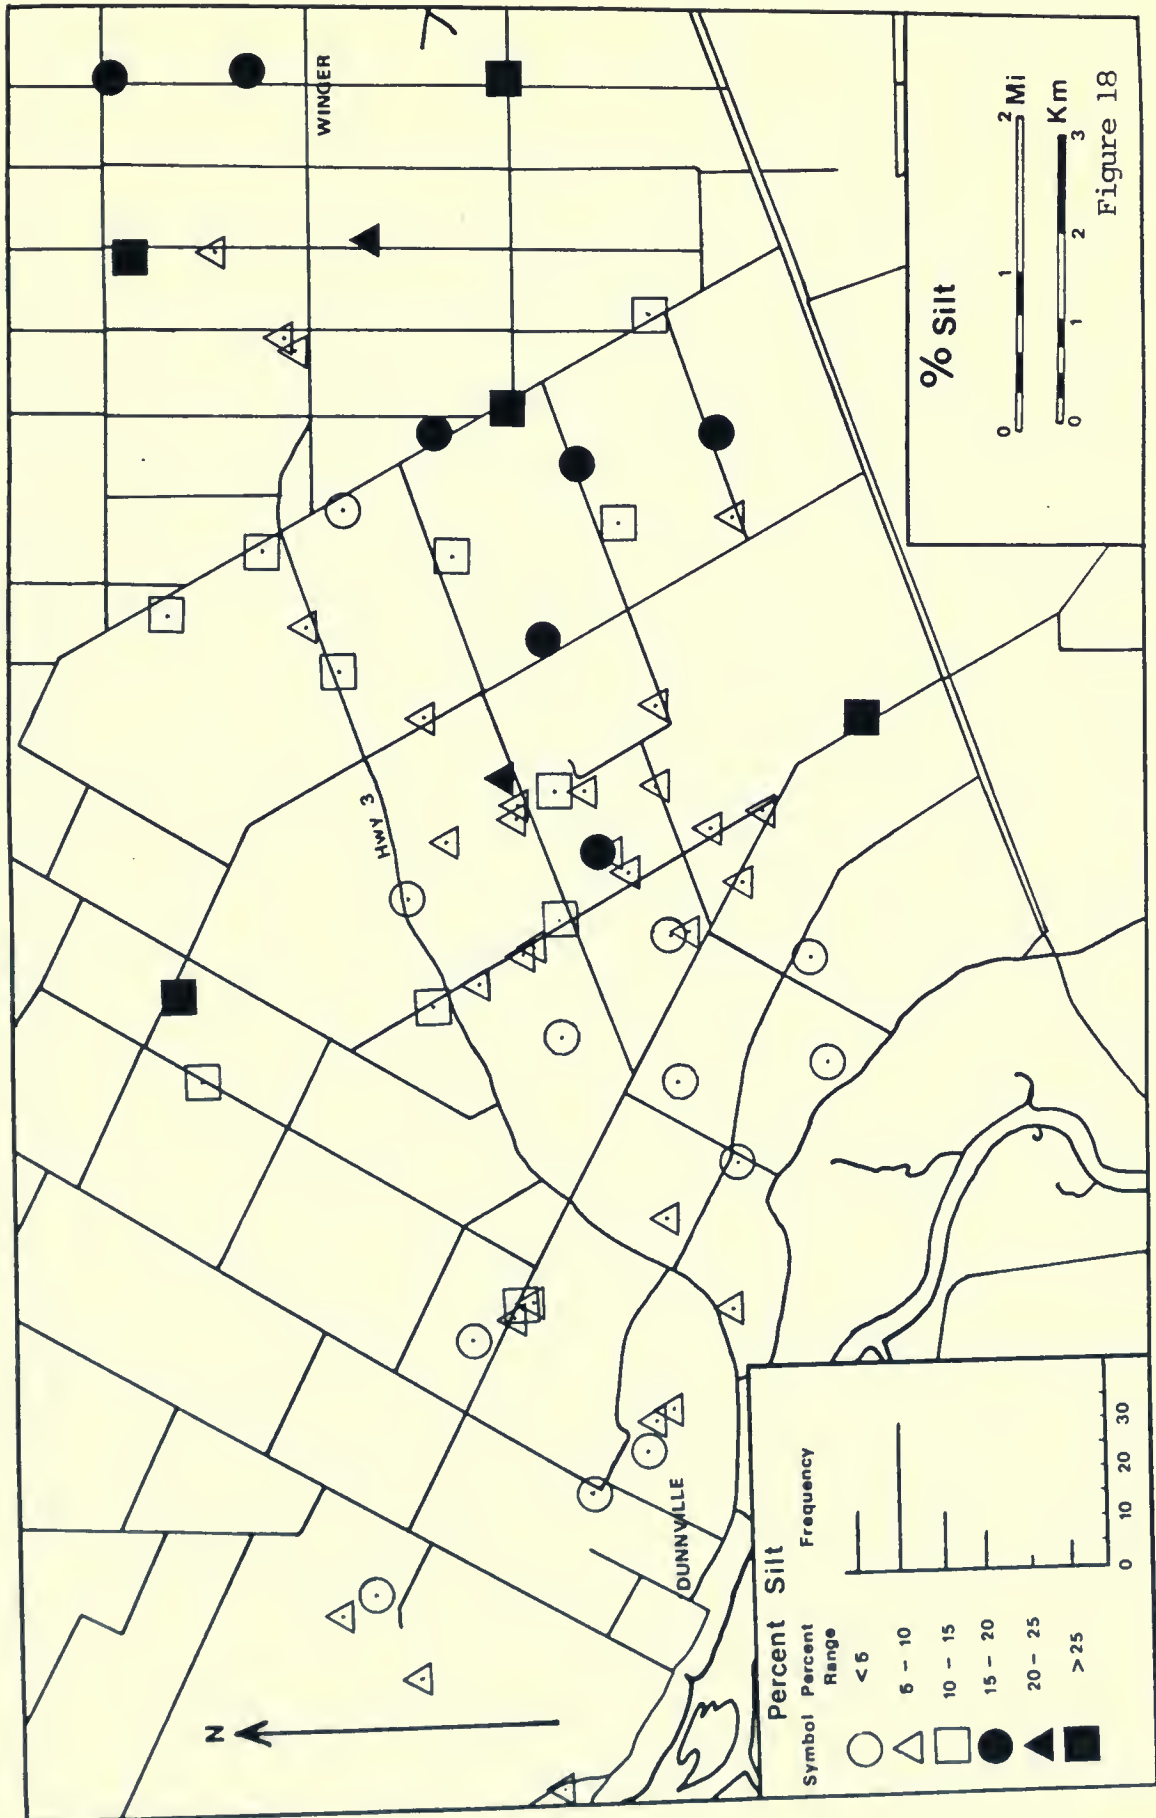 N
DUNNVILLE
HWY 3
WINGER
Percent Silt
Symbol Percent Range Frequency
<5
5 - 10
10 - 15
15 - 20
20 - 25
>25
0 10 20 30
% Silt
0 1 2 Mi
0 1 2 3 Km
Figure 18